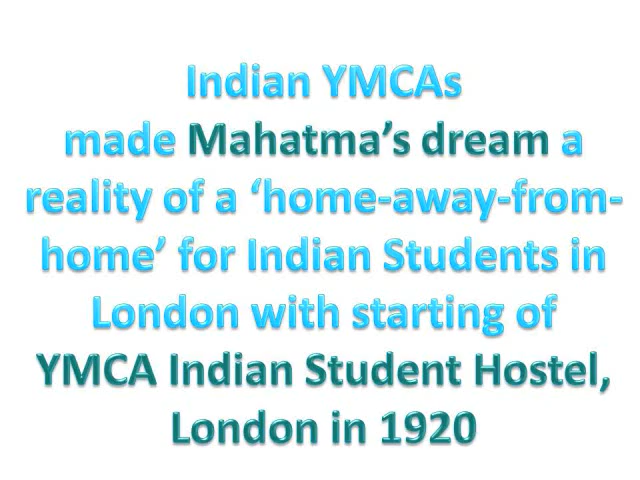 Indian YMCAs
made Mahatma’s dream a
reality of a ‘home-away-from-
home’ for Indian Students in
London with starting of
YMCA Indian Student Hostel,
London in 1920